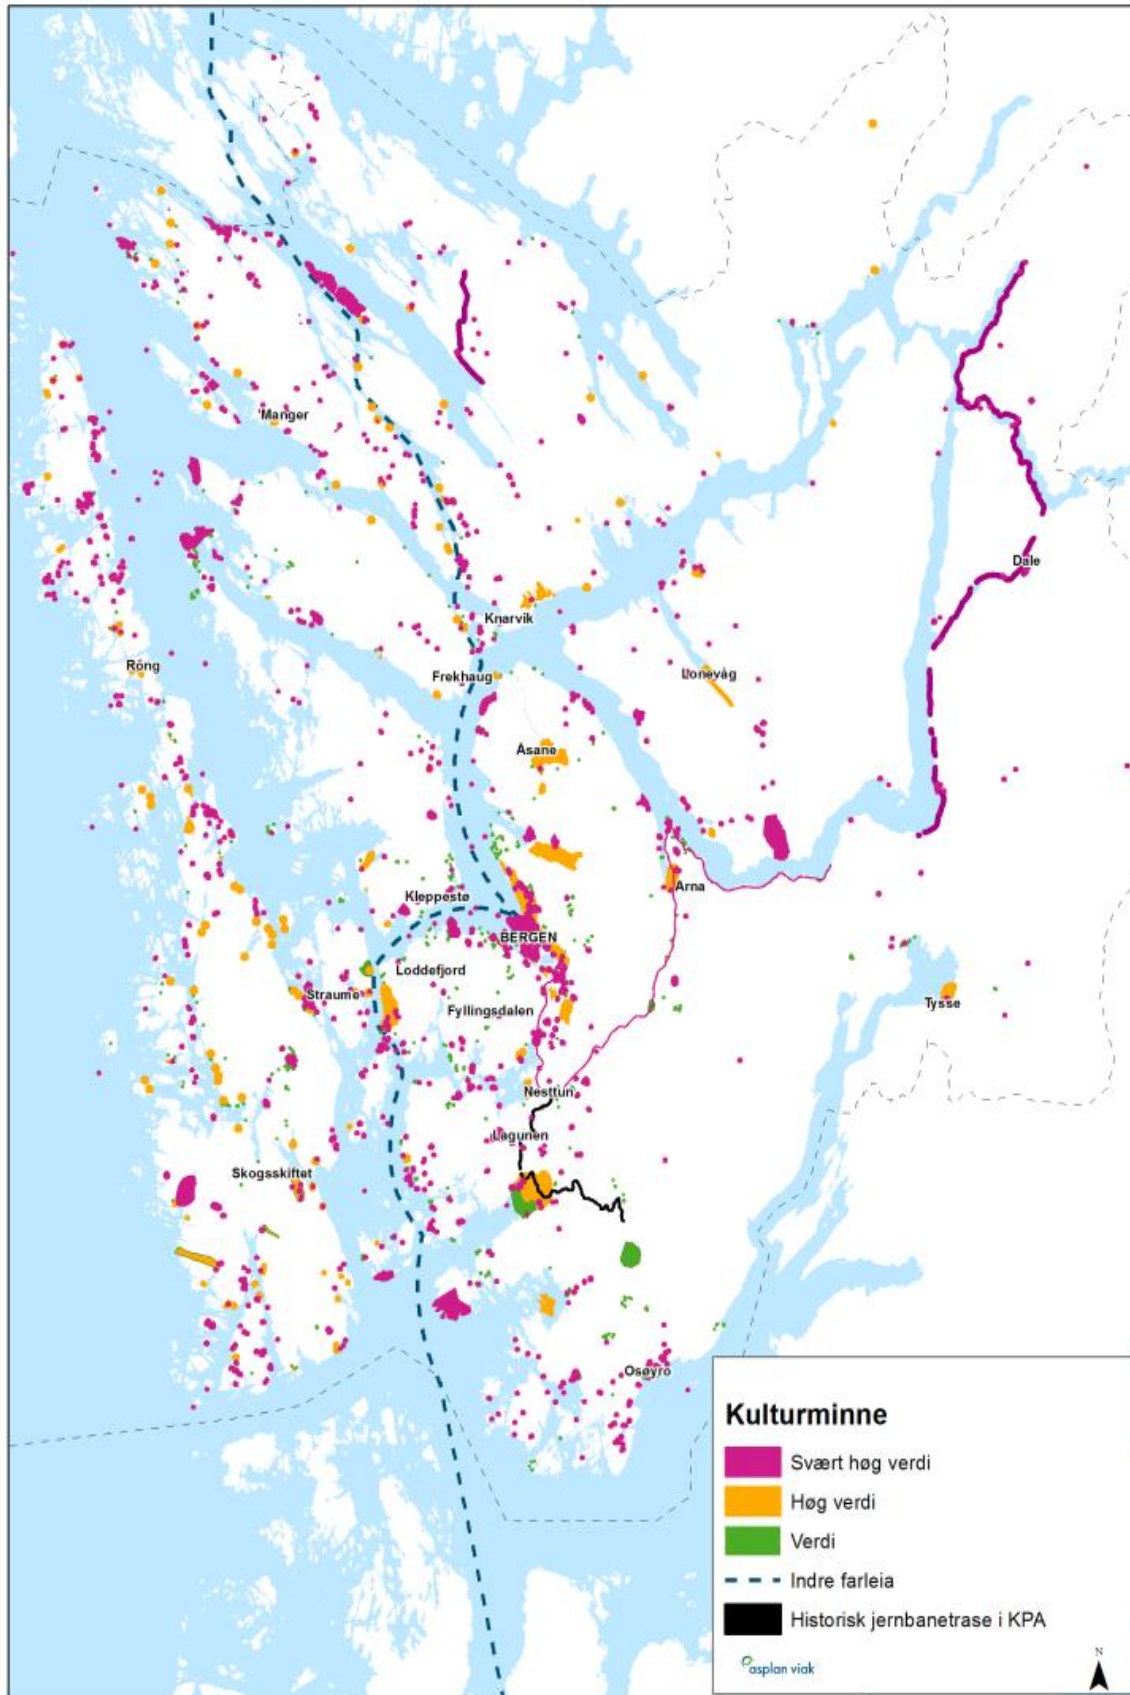 Manger
Dale
Knarvik
Rong
Frekhaug
Lonevåg
Åsane
Kleppestø
Arna
BERGEN
Loddefjord
Straume
Fyllingsdalen
Tysse
Nesttun
Lagunen
Skogsskiftet
Osøyro
Kulturminne
Svært høg verdi
Høg verdi
Verdi
Indre farleia
Historisk jernbanetrase i KPA
asplan viak
N